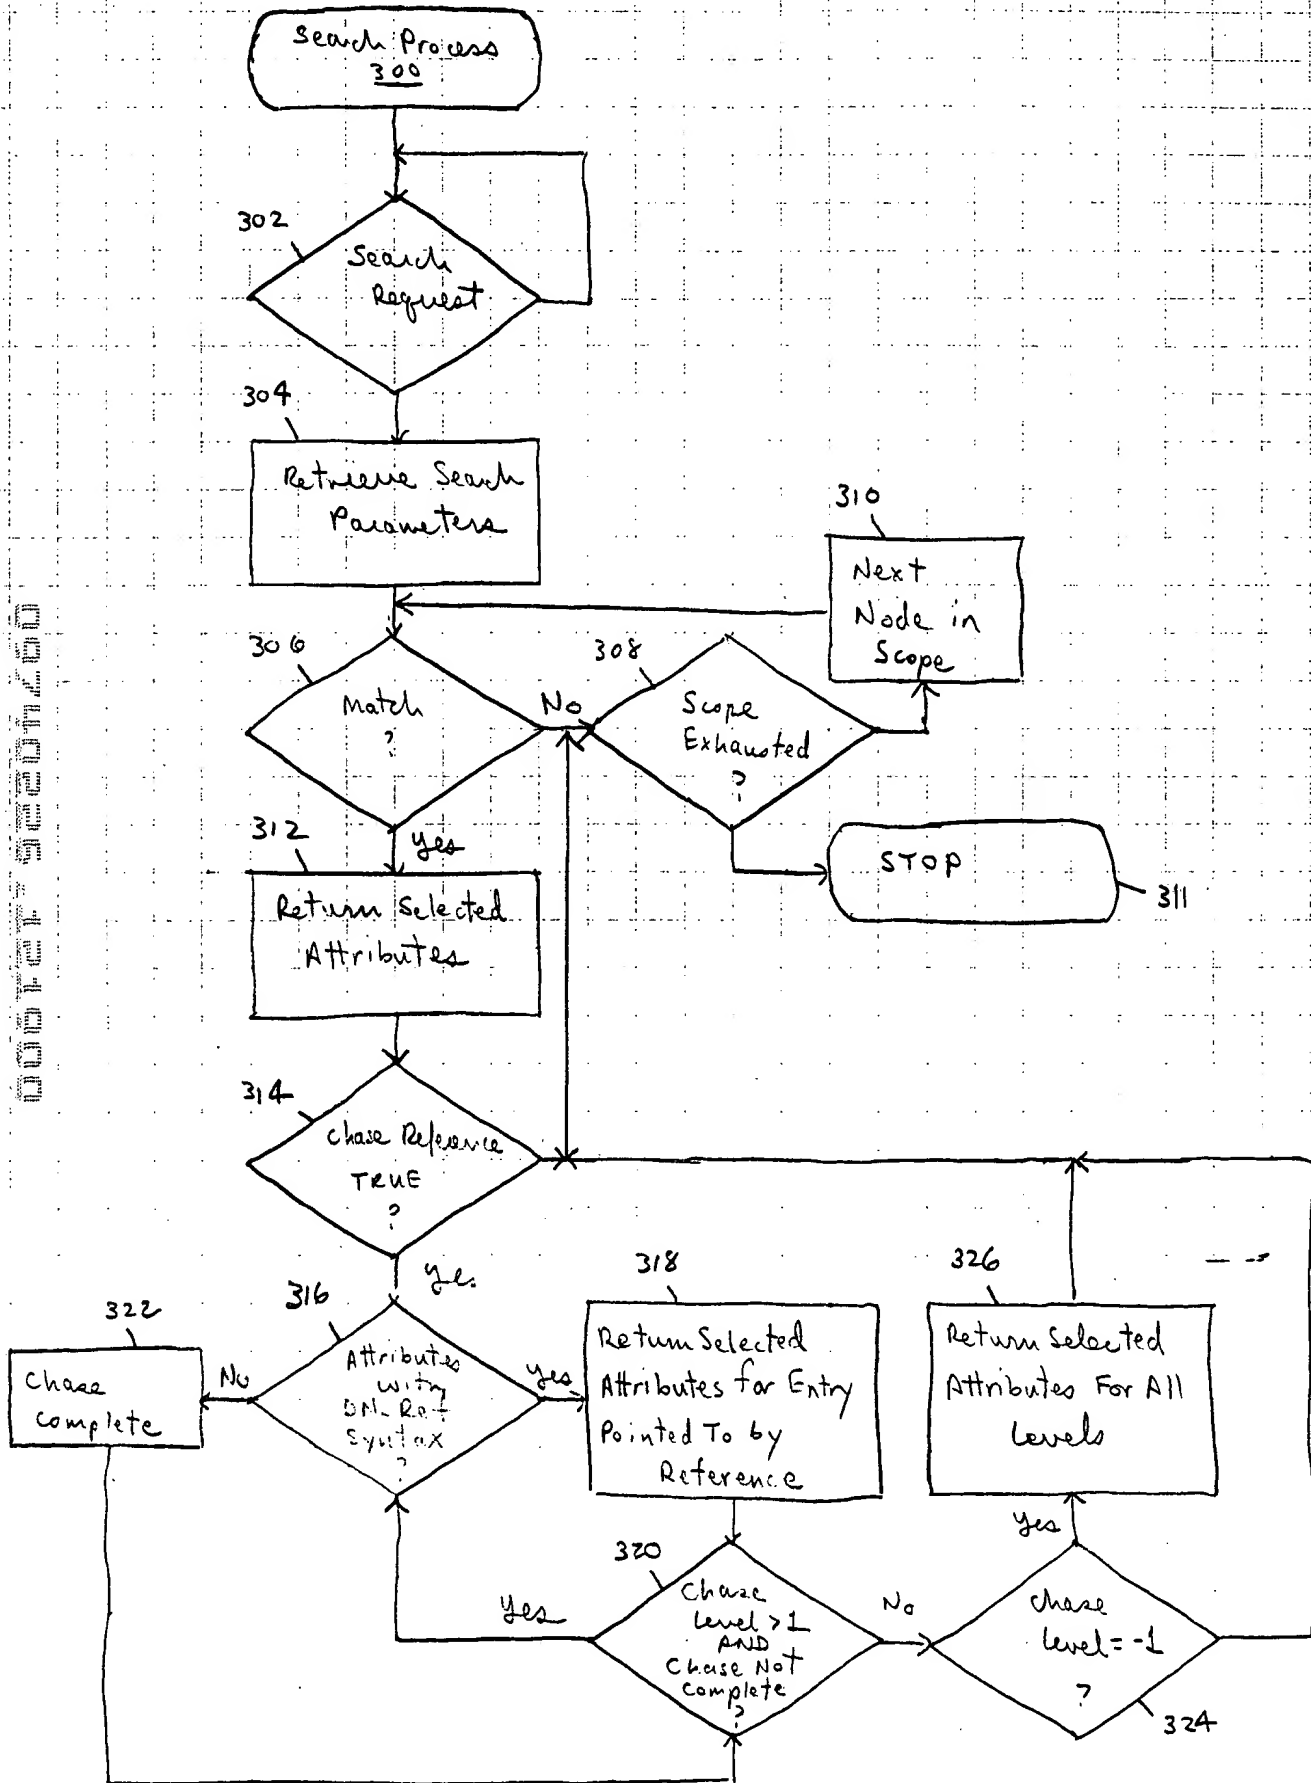 Search Process
300
302
Search
Request
304
Retrieve Search
Parameters
310
Next
Node in
Scope
306
Match
?
No
308
Scope
Exhausted
?
Yes
STOP
311
312
Return Selected
Attributes
314
Chase Reference
TRUE
?
Yes
316
Attributes
with
DN-Ref
Syntax
?
322
No
Chase
Complete
Yes
318
Return Selected
Attributes for Entry
Pointed To by
Reference
326
Return Selected
Attributes For All
Levels
320
Chase
Level >1
AND
Chase Not
Complete
?
Yes
No
Yes
Chase
Level = -1
?
324